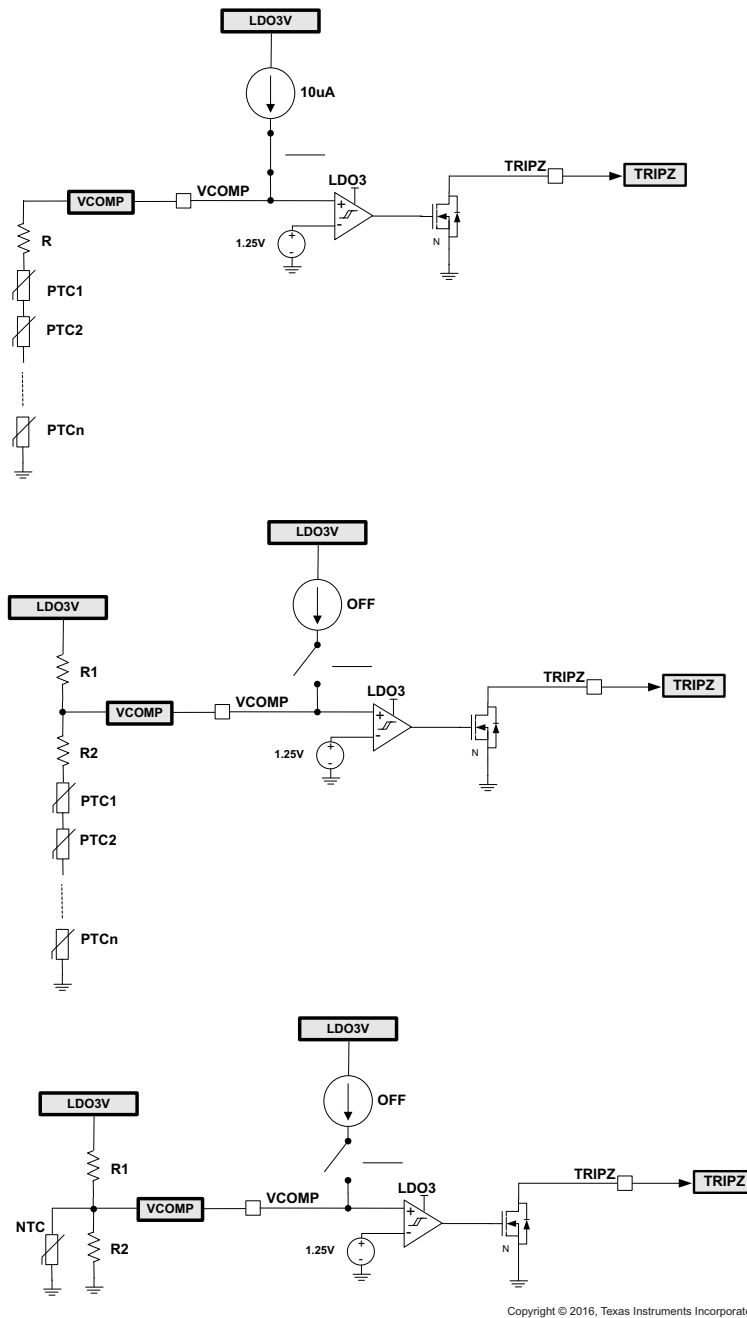 LDO3V
10uA
LDO3
TRIPZ
TRIPZ
VCOMP
VCOMP
+
-
+
-
1.25V
N
R
PTC1
PTC2
PTCn
LDO3V
OFF
LDO3V
R1
LDO3
TRIPZ
TRIPZ
VCOMP
VCOMP
+
-
+
-
1.25V
N
R2
PTC1
PTC2
PTCn
LDO3V
OFF
LDO3V
R1
LDO3
TRIPZ
TRIPZ
VCOMP
VCOMP
+
-
+
-
1.25V
N
NTC
R2
Copyright © 2016, Texas Instruments Incorporate